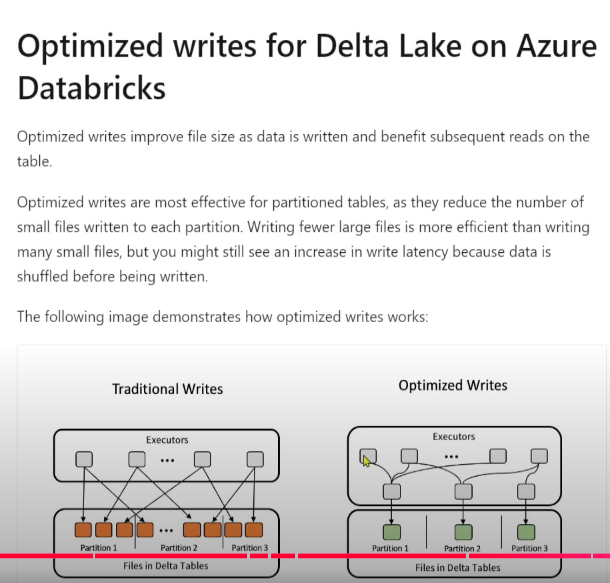 Optimized writes for Delta Lake on Azure
Databricks
Optimized writes improve file size as data is written and benefit subsequent reads on the
table.
Optimized writes are most effective for partitioned tables, as they reduce the number of
small files written to each partition. Writing fewer large files is more efficient than writing
many small files, but you might still see an increase in write latency because data is
shuffled before being written.
The following image demonstrates how optimized writes works:
Traditional Writes
Executors
...
...
Partition 1
Partition 2
Partition 3
Files in Delta Tables
Optimized Writes
Executors
...
Partition 1
Partition 2
Partition 3
Files in Delta Tables